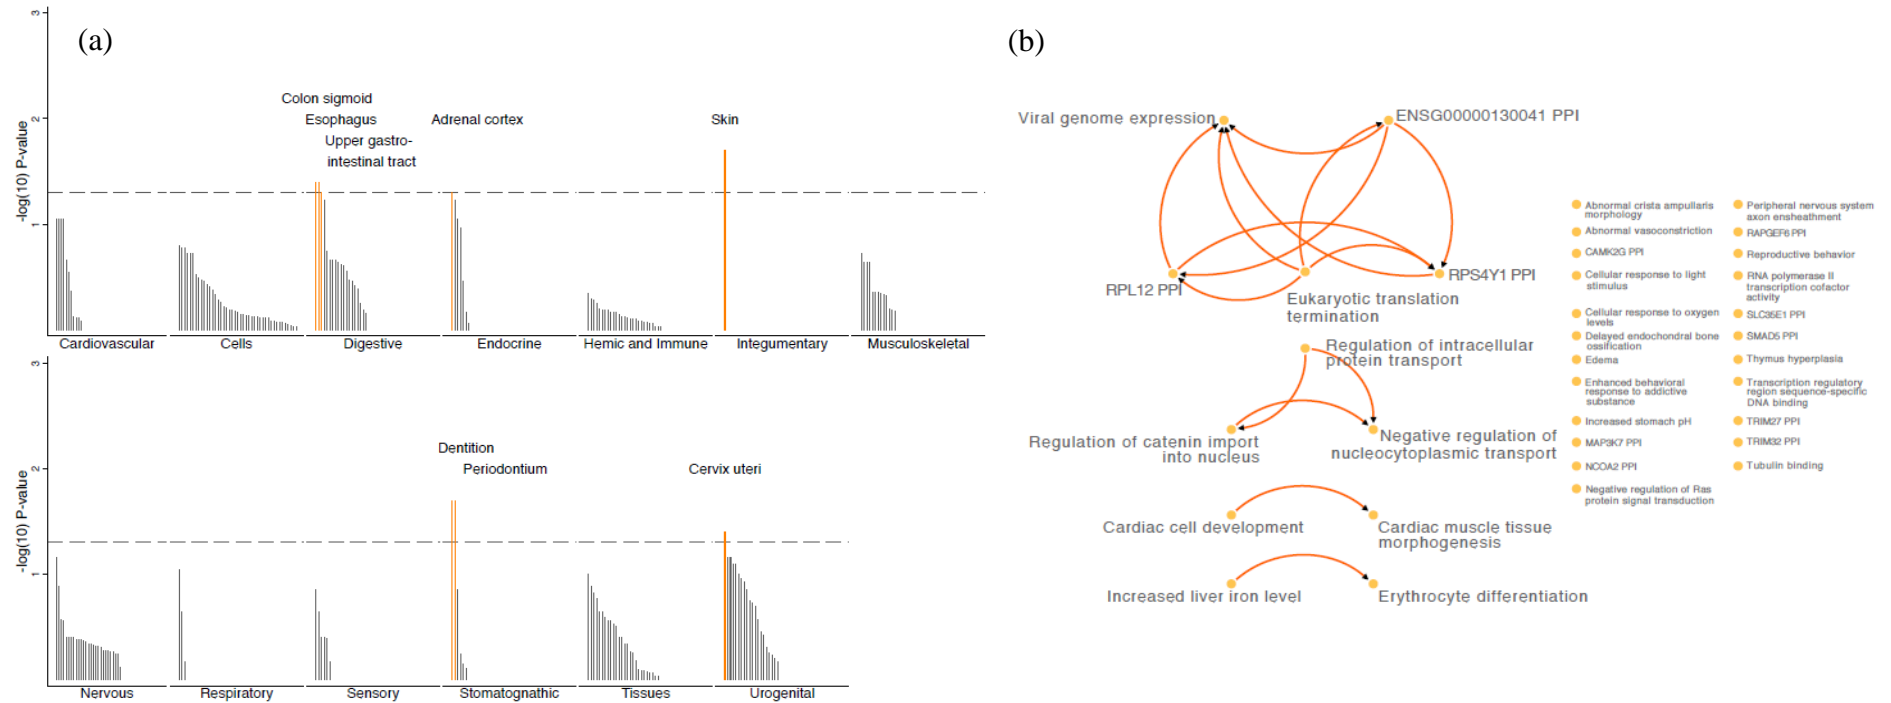 (a)
3
2
1
-log(10) P-value
Colon sigmoid
Esophagus
Upper gastro-
intestinal tract
Adrenal cortex
Skin
Cardiovascular
Cells
Digestive
Endocrine
Hemic and Immune
Integumentary
Musculoskeletal
3
2
1
-log(10) P-value
Dentition
Periodontium
Cervix uteri
Nervous
Respiratory
Sensory
Stomatognathic
Tissues
Urogenital
(b)
Viral genome expression
ENSG00000130041 PPI
RPL12 PPI
Eukaryotic translation
termination
RPS4Y1 PPI
Regulation of intracellular
protein transport
Regulation of catenin import
into nucleus
Negative regulation of
nucleocytoplasmic transport
Cardiac cell development
Cardiac muscle tissue
morphogenesis
Increased liver iron level
Erythrocyte differentiation
Abnormal crista ampullaris
morphology
Abnormal vasoconstriction
CAMK2G PPI
Cellular response to light
stimulus
Cellular response to oxygen
levels
Delayed endochondral bone
ossification
Edema
Enhanced behavioral
response to addictive
substance
Increased stomach pH
MAP3K7 PPI
NCOA2 PPI
Negative regulation of Ras
protein signal transduction
Peripheral nervous system
axon ensheathment
RAPGEF6 PPI
Reproductive behavior
RNA polymerase II
transcription cofactor
activity
SLC35E1 PPI
SMAD5 PPI
Thymus hyperplasia
Transcription regulatory
region sequence-specific
DNA binding
TRIM27 PPI
TRIM32 PPI
Tubulin binding